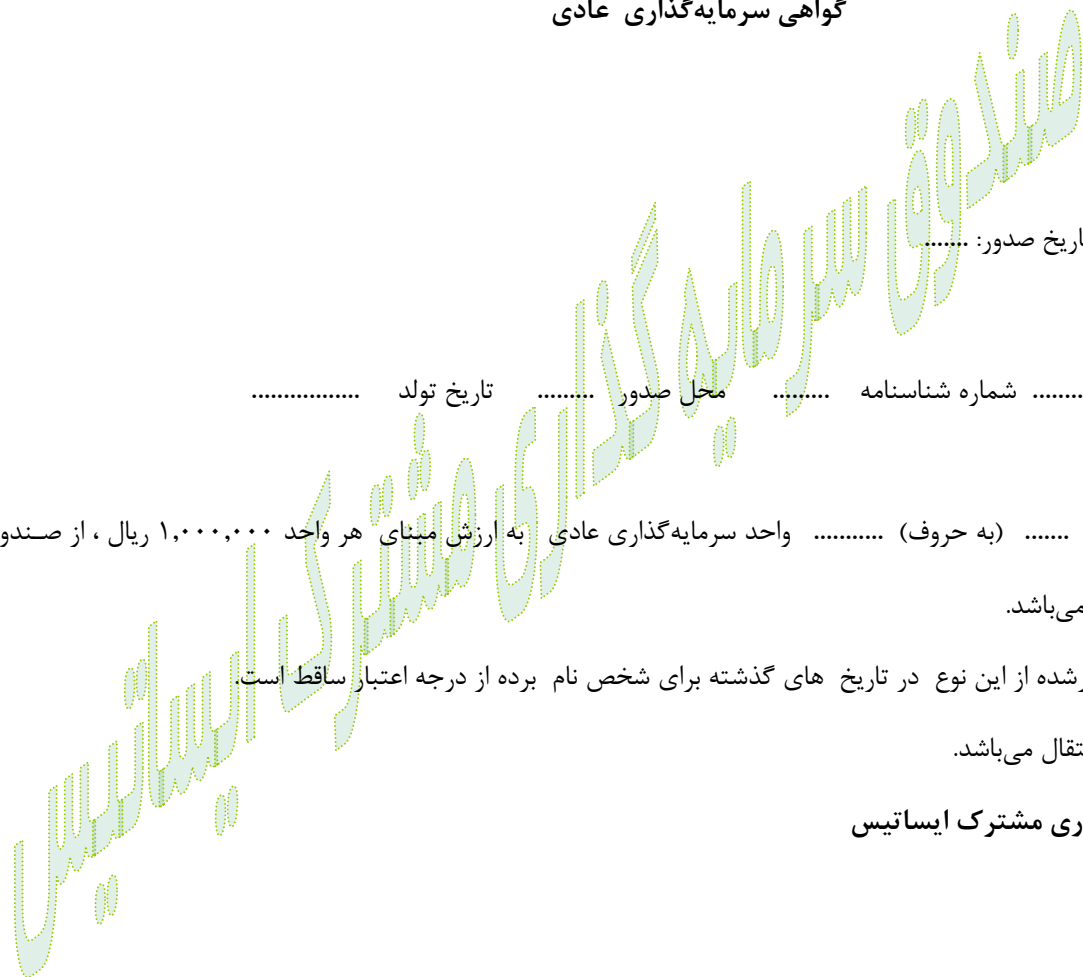 گواهی سرمایه‌گذاری عادی
تاریخ صدور: .......
......... شماره شناسنامه ......... محل صدور ......... تاریخ تولد .................
....... (به حروف) ........... واحد سرمایه‌گذاری عادی به ارزش مبنای هر واحد ۱,۰۰۰,۰۰۰ ریال ، از صـندو
می‌باشد.
رشده از این نوع در تاریخ های گذشته برای شخص نام برده از درجه اعتبار ساقط است.
تقال می‌باشد.
ری مشترک ایساتیس
صندوق سرمایه گذاری مشترک ایساتیس